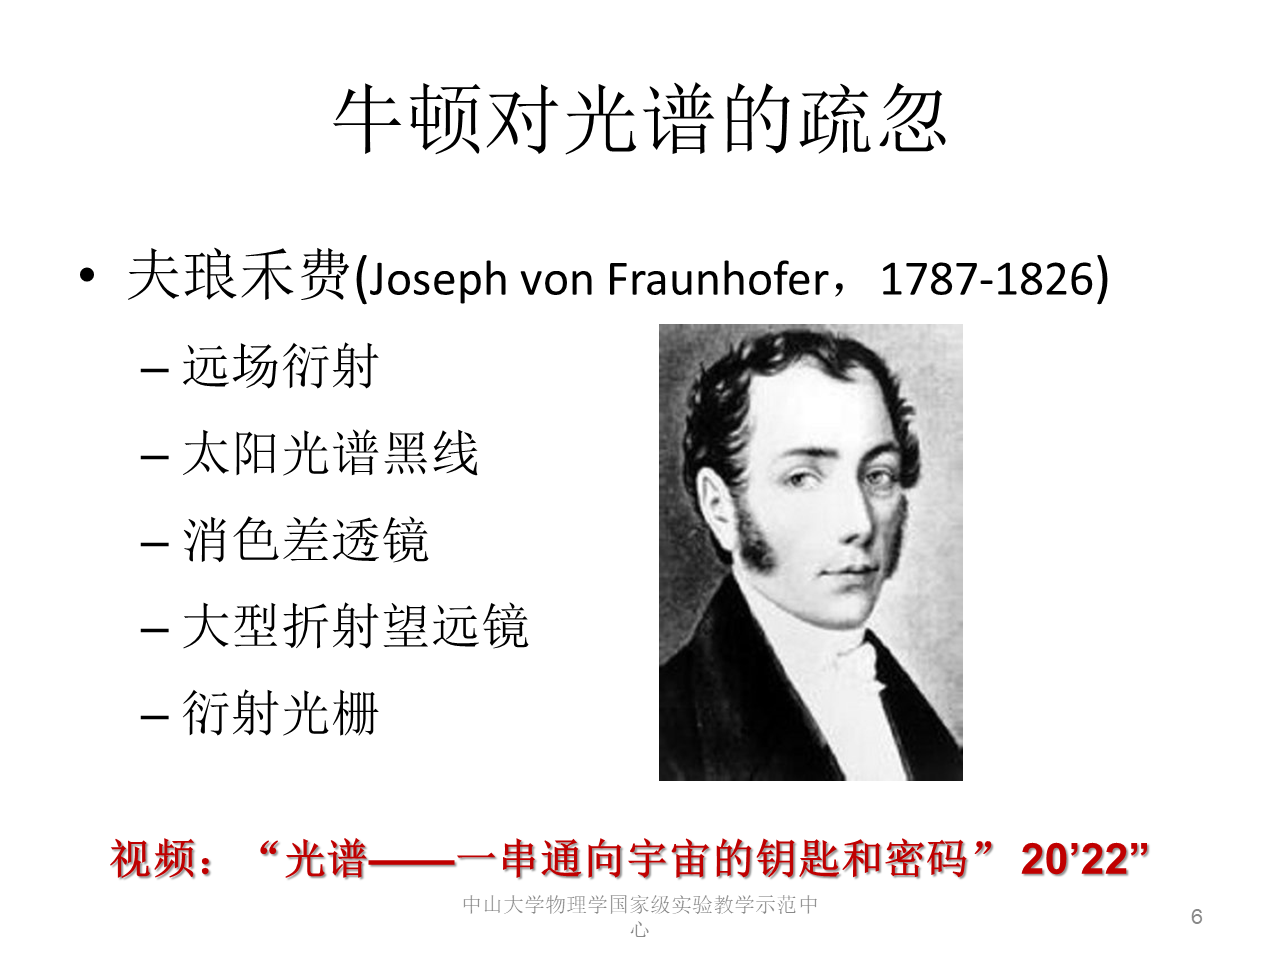 牛顿对光谱的疏忽
• 夫琅禾费(Joseph von Fraunhofer，1787-1826)
– 远场衍射
– 太阳光谱黑线
– 消色差透镜
– 大型折射望远镜
– 衍射光栅
视频：“光谱——一串通向宇宙的钥匙和密码” 20’22”
中山大学物理学国家级实验教学示范中
心
6